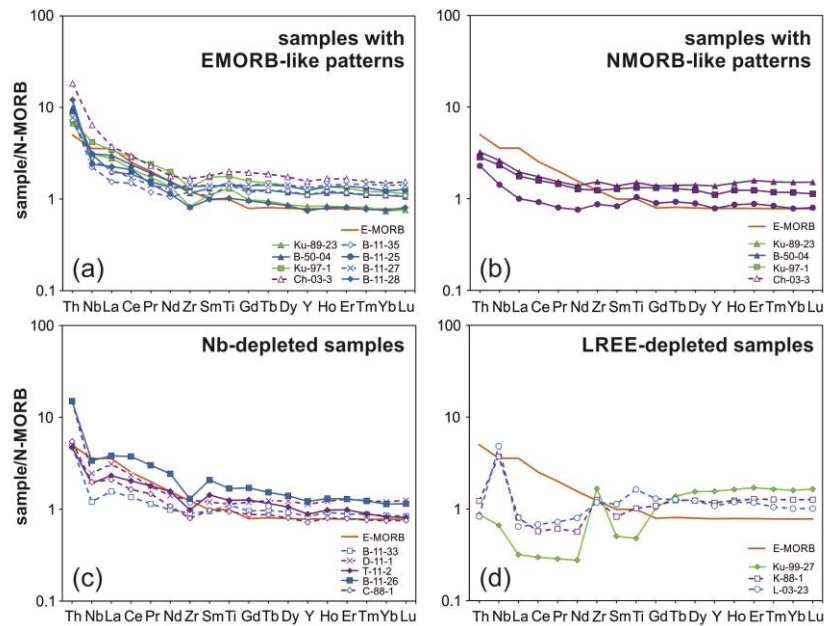 samples with
EMORB-like patterns
sample/N-MORB
100
10
1
0.1
E-MORB
Ku-89-23
B-50-04
Ku-97-1
Ch-03-3
B-11-35
B-11-25
B-11-27
B-11-28
(a)
Th Nb La Ce Pr Nd Zr Sm Ti Gd Tb Dy Y Ho Er Tm Yb Lu
samples with
NMORB-like patterns
100
10
1
0.1
E-MORB
Ku-89-23
B-50-04
Ku-97-1
Ch-03-3
(b)
Th Nb La Ce Pr Nd Zr Sm Ti Gd Tb Dy Y Ho Er Tm Yb Lu
Nb-depleted samples
sample/N-MORB
100
10
1
0.1
E-MORB
B-11-33
D-11-1
T-11-2
B-11-26
C-88-1
(c)
Th Nb La Ce Pr Nd Zr Sm Ti Gd Tb Dy Y Ho Er Tm Yb Lu
LREE-depleted samples
100
10
1
0.1
E-MORB
Ku-99-27
K-88-1
L-03-23
(d)
Th Nb La Ce Pr Nd Zr Sm Ti Gd Tb Dy Y Ho Er Tm Yb Lu